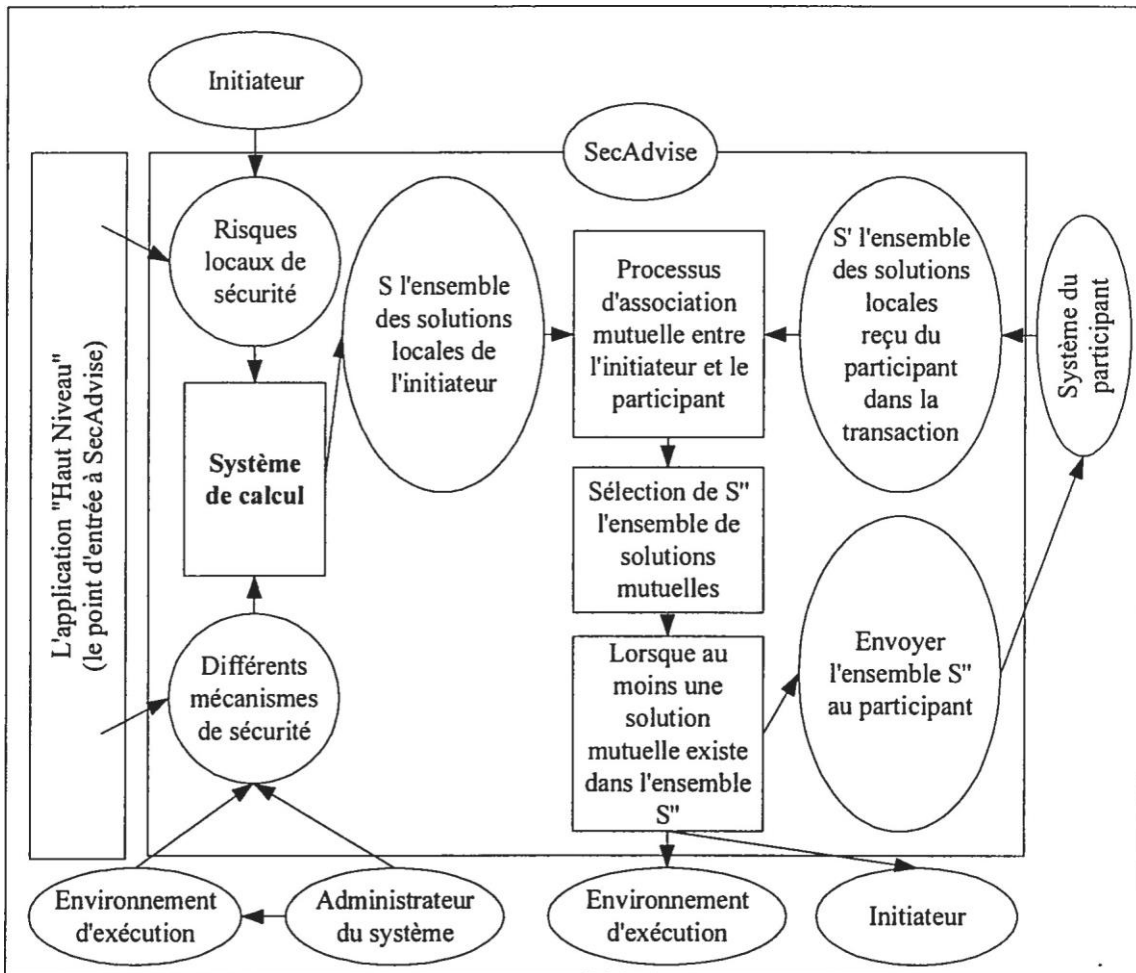 Initiateur
SecAdvise
L'application "Haut Niveau"
(le point d'entrée à SecAdvise)
Risques
locaux de
sécurité
S l'ensemble
des solutions
locales de
l'initiateur
Processus
d'association
mutuelle entre
l'initiateur et le
participant
S' l'ensemble
des solutions
locales
reçu du
participant
dans la
transaction
Système du
participant
Système
de calcul
Sélection de S"
l'ensemble de
solutions
mutuelles
Différents
mécanismes
de sécurité
Lorsque au
moins une
solution
mutuelle existe
dans l'ensemble
S"
Envoyer
l'ensemble S"
au participant
Environnement
d'exécution
Administrateur
du système
Environnement
d'exécution
Initiateur